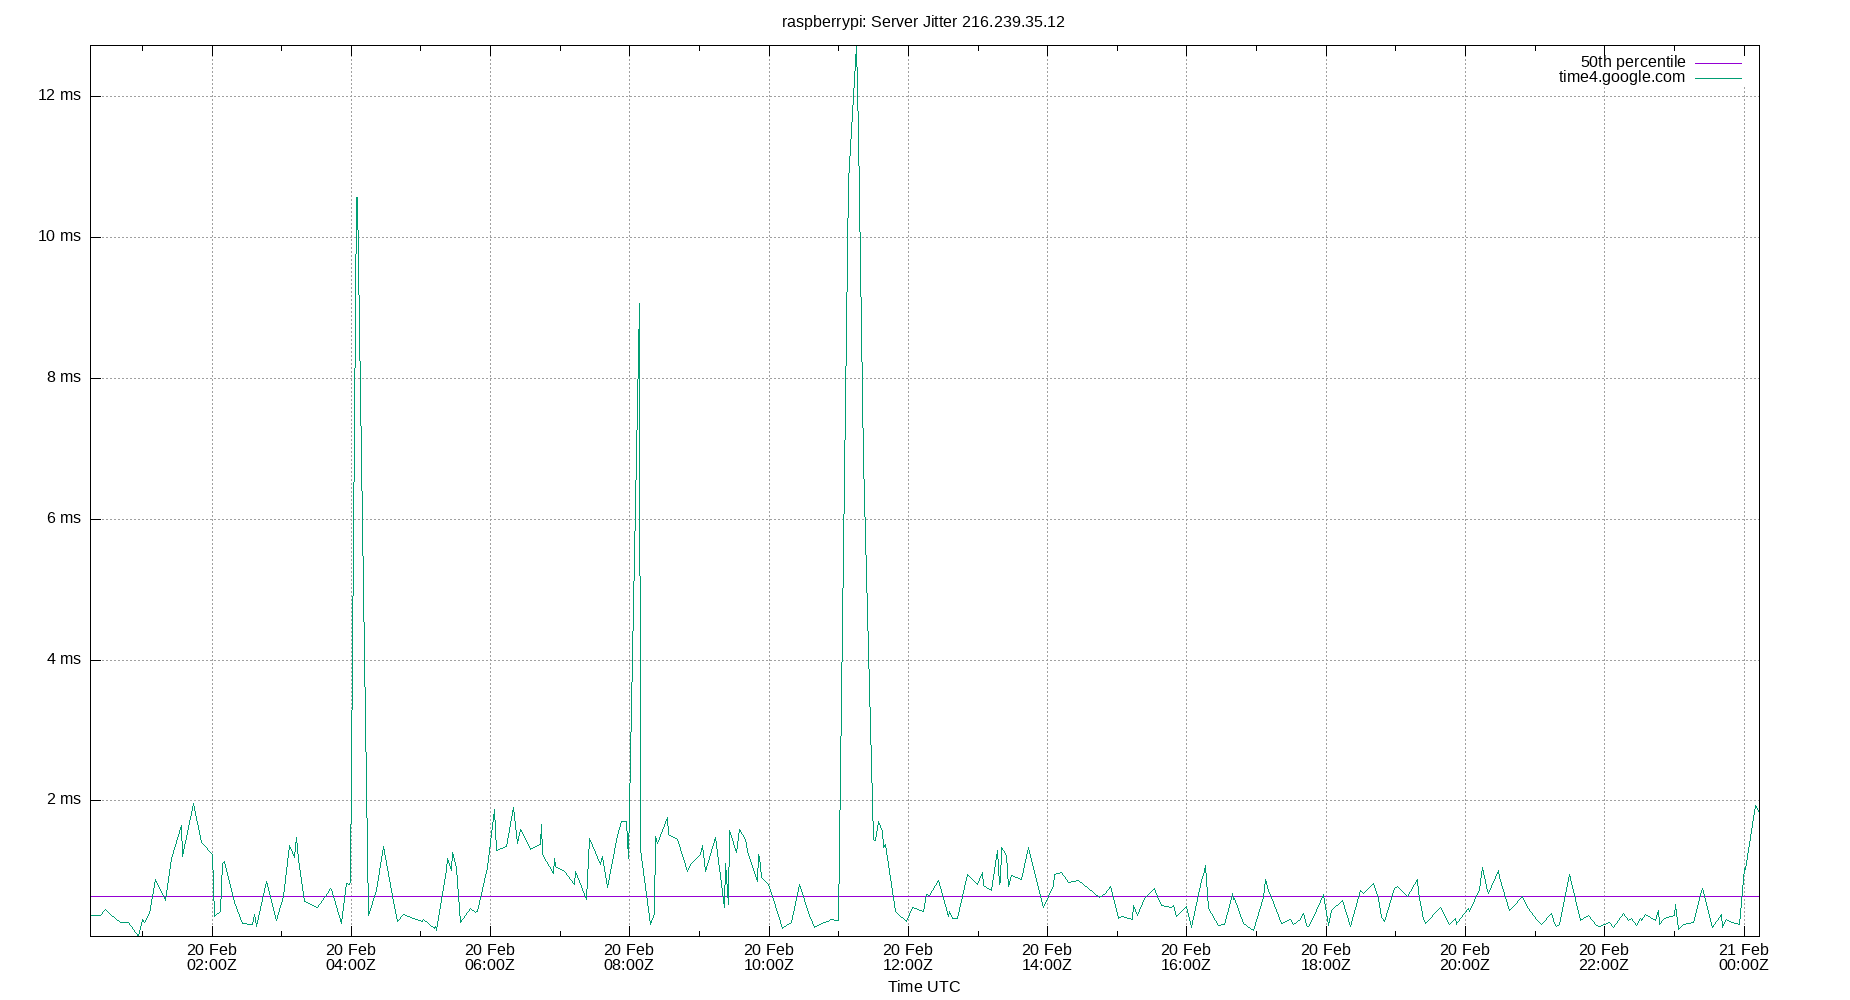 raspberrypi: Server Jitter 216.239.35.12
50th percentile
time4.google.com
12 ms
10 ms
8 ms
6 ms
4 ms
2 ms
20 Feb 20 Feb 20 Feb 20 Feb 20 Feb 20 Feb 20 Feb 20 Feb 20 Feb 20 Feb 20 Feb 21 Feb
02:00Z 04:00Z 06:00Z 08:00Z 10:00Z 12:00Z 14:00Z 16:00Z 18:00Z 20:00Z 22:00Z 00:00Z
Time UTC